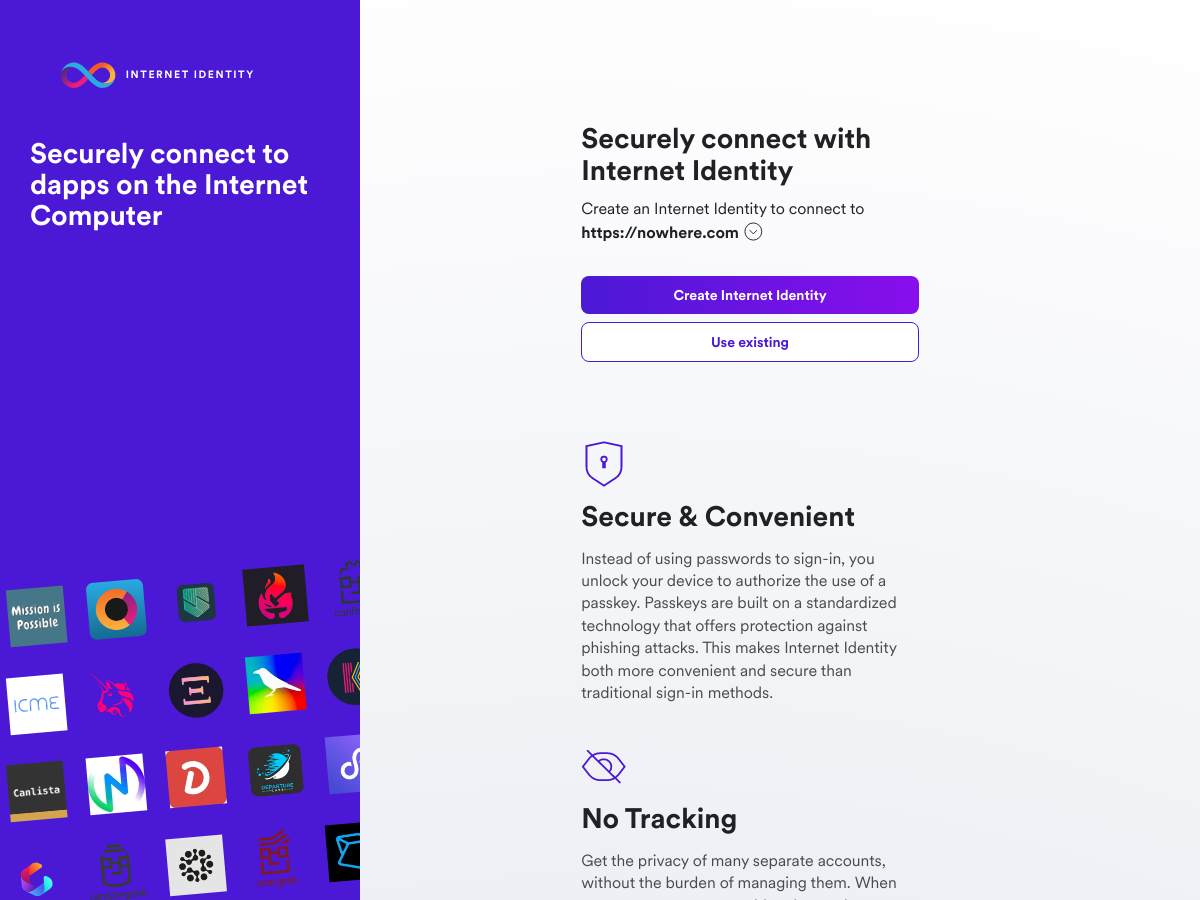 INTERNET IDENTITY
Securely connect to
dapps on the Internet
Computer
Mission is
Possible
ICME
Canlista
DEPARTURE
LABS
Securely connect with
Internet Identity
Create an Internet Identity to connect to
https://nowhere.com
Create Internet Identity
Use existing
Secure & Convenient
Instead of using passwords to sign-in, you
unlock your device to authorize the use of a
passkey. Passkeys are built on a standardized
technology that offers protection against
phishing attacks. This makes Internet Identity
both more convenient and secure than
traditional sign-in methods.
No Tracking
Get the privacy of many separate accounts,
without the burden of managing them. When